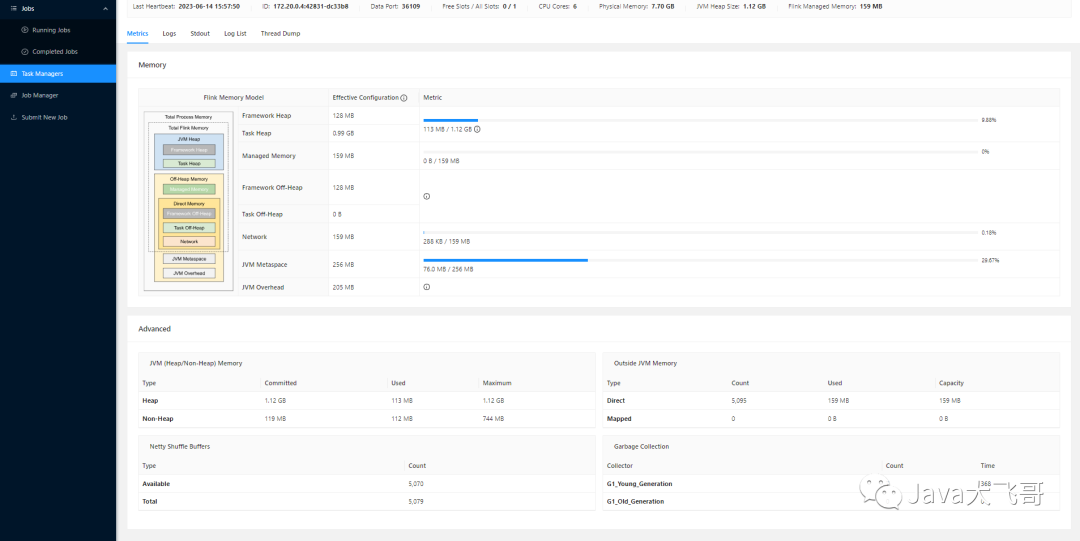 Jobs
Running Jobs
Completed Jobs
Task Managers
Job Manager
Submit New Job
Last Heartbeat: 2023-06-14 15:57:50 ID: 172.20.0.4:42831-dc33b8 Data Port: 36109 Free Slots / All Slots: 0 / 1 CPU Cores: 6 Physical Memory: 7.70 GB JVM Heap Size: 1.12 GB Flink Managed Memory: 159 MB
Metrics Logs Stdout Log List Thread Dump
Memory
Flink Memory Model Effective Configuration Metric
Total Process Memory
Total Flink Memory
JVM Heap
Framework Heap
Task Heap
Off-Heap Memory
Managed Memory
Direct Memory
Framework Off-Heap
Task Off-Heap
Network
JVM Metaspace
JVM Overhead
Framework Heap 128 MB
Task Heap 0.99 GB
9.88%
113 MB / 1.12 GB
Managed Memory 159 MB
0%
0 B / 159 MB
Framework Off-Heap 128 MB
Task Off-Heap 0 B
Network 159 MB
0.18%
288 KB / 159 MB
JVM Metaspace 256 MB
29.67%
76.0 MB / 256 MB
JVM Overhead 205 MB
Advanced
JVM (Heap/Non-Heap) Memory
Type Committed Used Maximum
Heap 1.12 GB 113 MB 1.12 GB
Non-Heap 119 MB 112 MB 744 MB
Outside JVM Memory
Type Count Used Capacity
Direct 5,095 159 MB 159 MB
Mapped 0 0 B 0 B
Netty Shuffle Buffers
Type Count
Available 5,070
Total 5,079
Garbage Collection
Collector Count Time
G1_Young_Generation 368
G1_Old_Generation
Java大飞哥